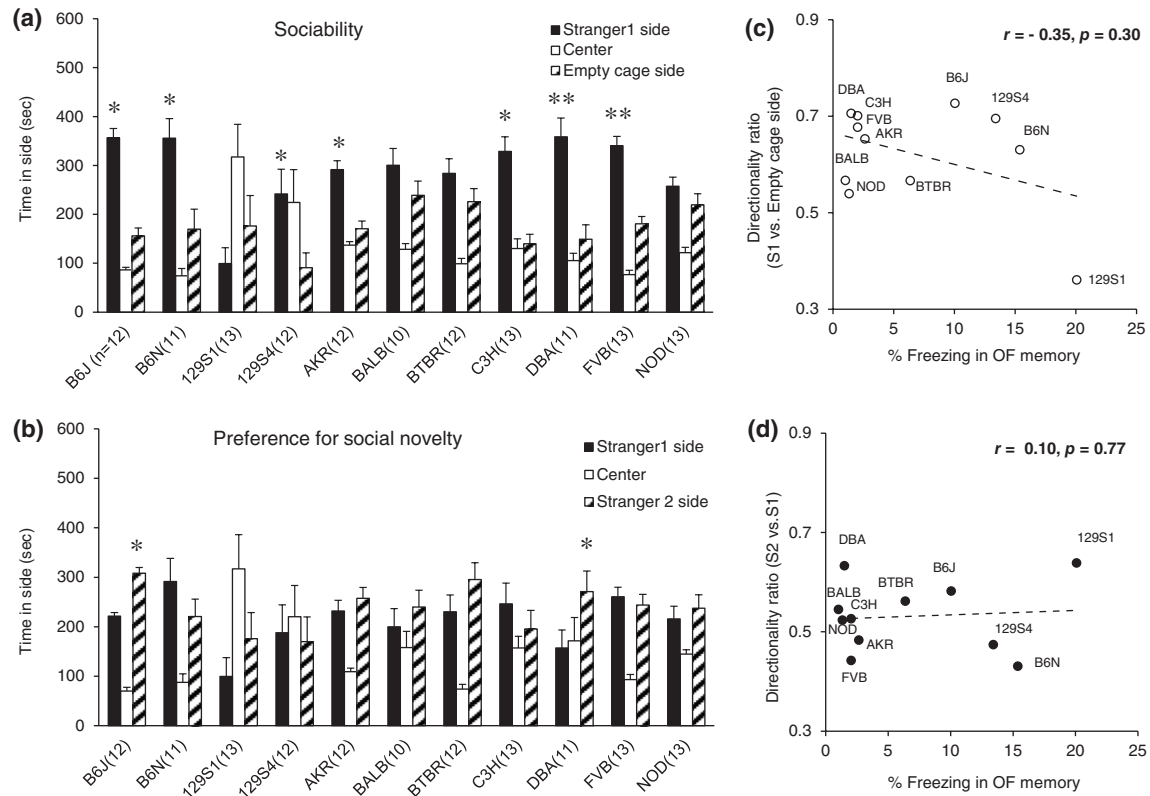 (a)
Sociability
Stranger1 side
Center
Empty cage side
Time in side (sec)
600
500
400
300
200
100
0
*
*
*
*
*
**
**
B6J (n=12)
B6N(11)
129S1(13)
129S4(12)
AKR(12)
BALB(10)
BTBR(12)
C3H(13)
DBA(11)
FVB(13)
NOD(13)
(b)
Preference for social novelty
Stranger1 side
Center
Stranger 2 side
Time in side (sec)
600
500
400
300
200
100
0
*
*
B6J(12)
B6N(11)
129S1(13)
129S4(12)
AKR(12)
BALB(10)
BTBR(12)
C3H(13)
DBA(11)
FVB(13)
NOD(13)
(c)
r = - 0.35, p = 0.30
Directionality ratio
(S1 vs. Empty cage side)
0.9
0.7
0.5
0.3
DBA
C3H
FVB
AKR
BALB
NOD
BTBR
B6J
129S4
B6N
129S1
0
5
10
15
20
25
% Freezing in OF memory
(d)
r = 0.10, p = 0.77
Directionality ratio (S2 vs.S1)
0.9
0.7
0.5
0.3
DBA
BALB
C3H
NOD
AKR
FVB
BTBR
B6J
129S4
B6N
129S1
0
5
10
15
20
25
% Freezing in OF memory